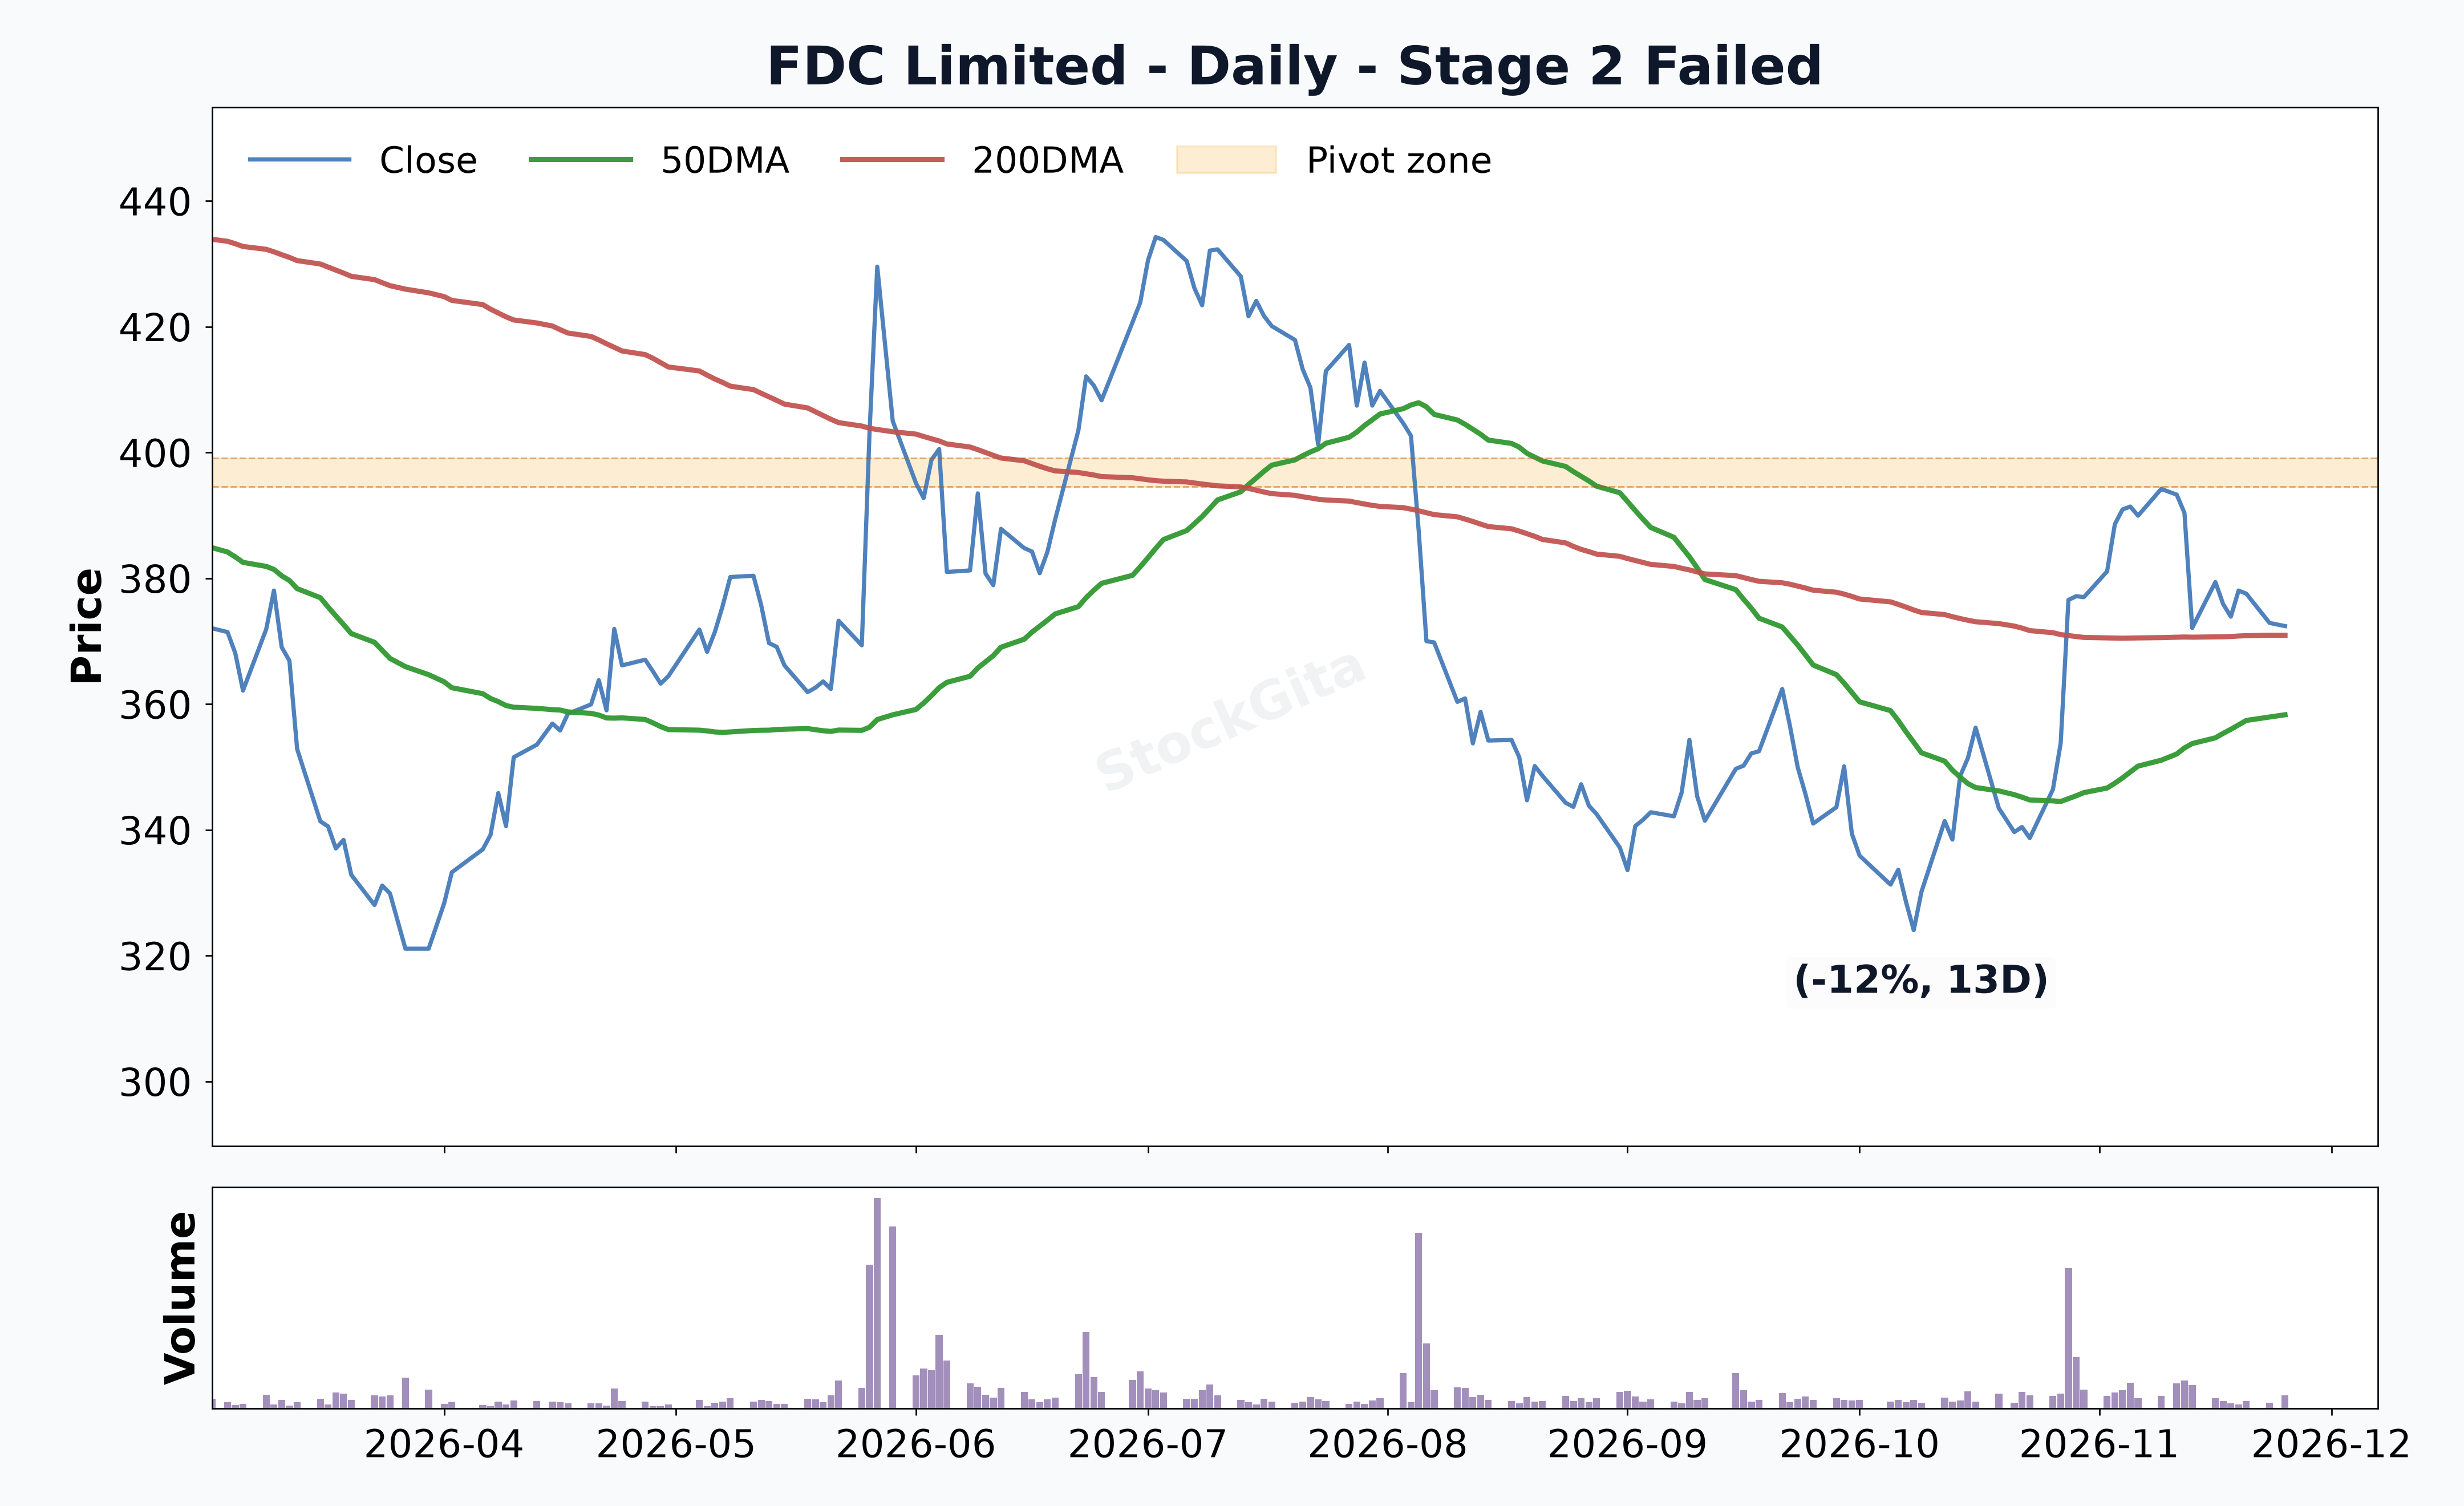 FDC Limited - Daily - Stage 2 Failed
Close 50DMA 200DMA Pivot zone
Price
440
420
400
380
360
340
320
300
StockGita
(-12%, 13D)
Volume
2026-04 2026-05 2026-06 2026-07 2026-08 2026-09 2026-10 2026-11 2026-12